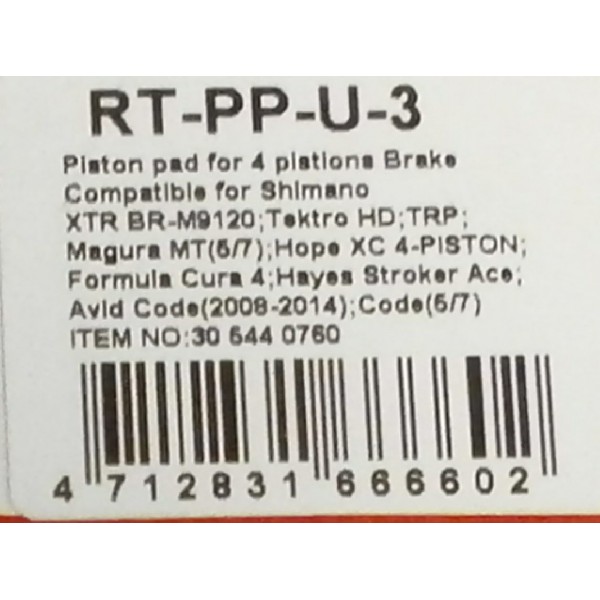 RT-PP-U-3
Piston pad for 4 pistions Brake
Compatible for Shimano
XTR BR-M9120;Tektro HD;TRP;
Magura MT(5/7);Hope XC 4-PISTON;
Formula Cura 4;Hayes Stroker Ace;
Avid Code(2008-2014);Code(5/7)
ITEM NO:30 544 0760
4 712831 666602